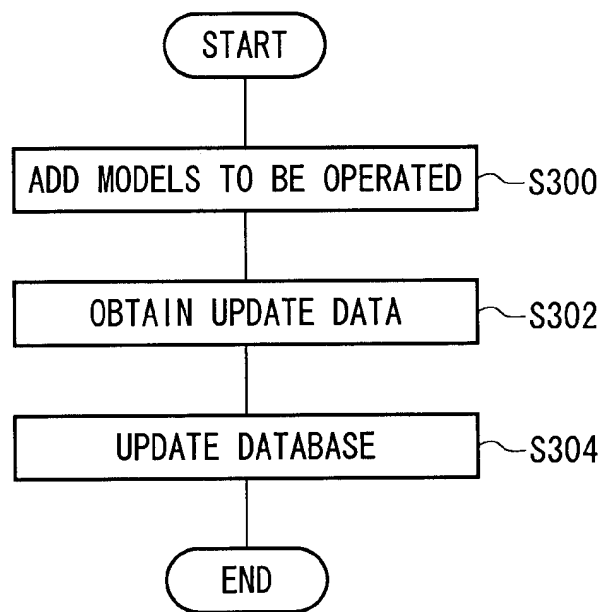 START
ADD MODELS TO BE OPERATED
S300
OBTAIN UPDATE DATA
S302
UPDATE DATABASE
S304
END